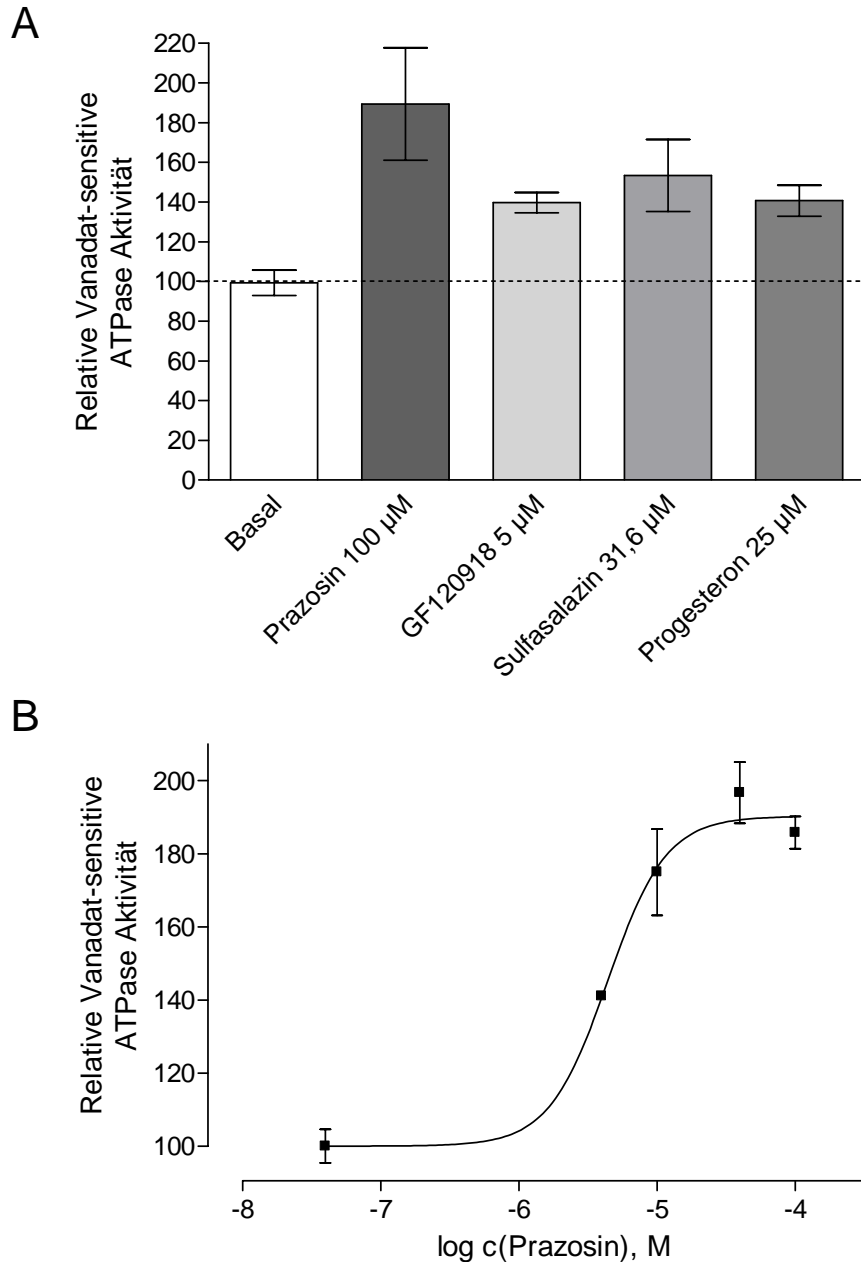 A
Relative Vanadat-sensitive
ATPase Aktivität
220
200
180
160
140
120
100
80
60
40
20
0
Basal
Prazosin 100 µM
GF120918 5 µM
Sulfasalazin 31,6 µM
Progesteron 25 µM
B
Relative Vanadat-sensitive
ATPase Aktivität
200
180
160
140
120
100
-8 -7 -6 -5 -4
log c(Prazosin), M